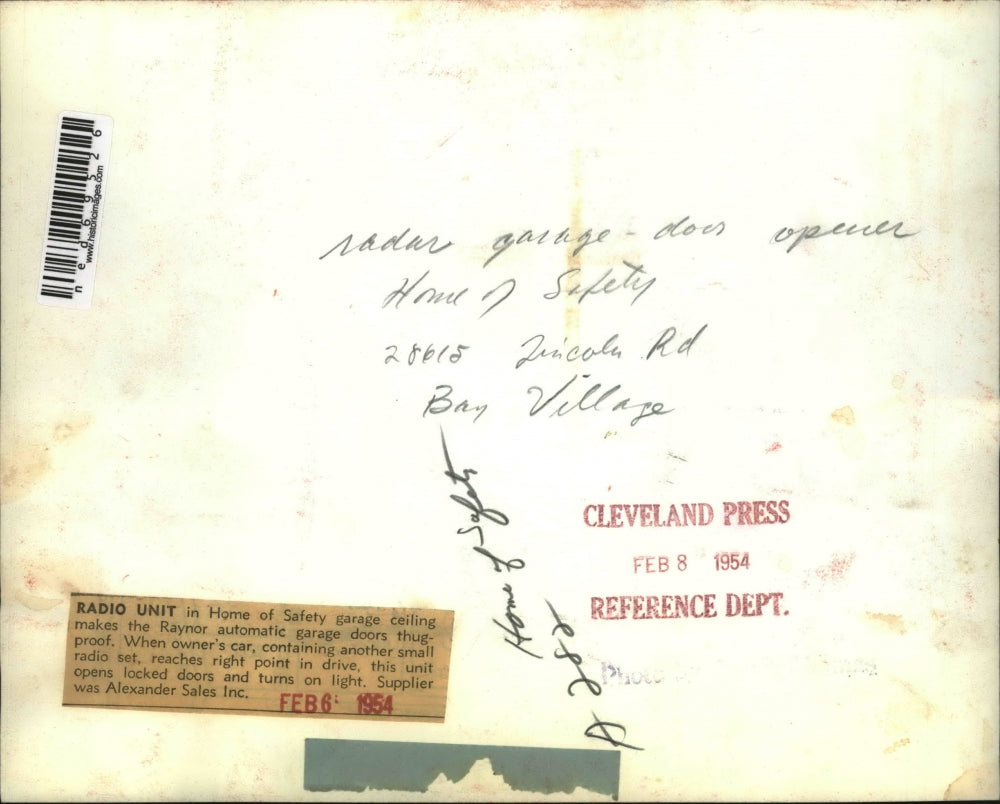 ned69526
www.historicimages.com
radar garage-door opener
Home of Safety
28615 Lincoln Rd
Bay Village
Home of Safety
CLEVELAND PRESS
FEB 8 1954
REFERENCE DEPT.
RADIO UNIT in Home of Safety garage ceiling
makes the Raynor automatic garage doors thug-
proof. When owner's car, containing another small
radio set, reaches right point in drive, this unit
opens locked doors and turns on light. Supplier
was Alexander Sales Inc.
FEB 6 1954
Photo